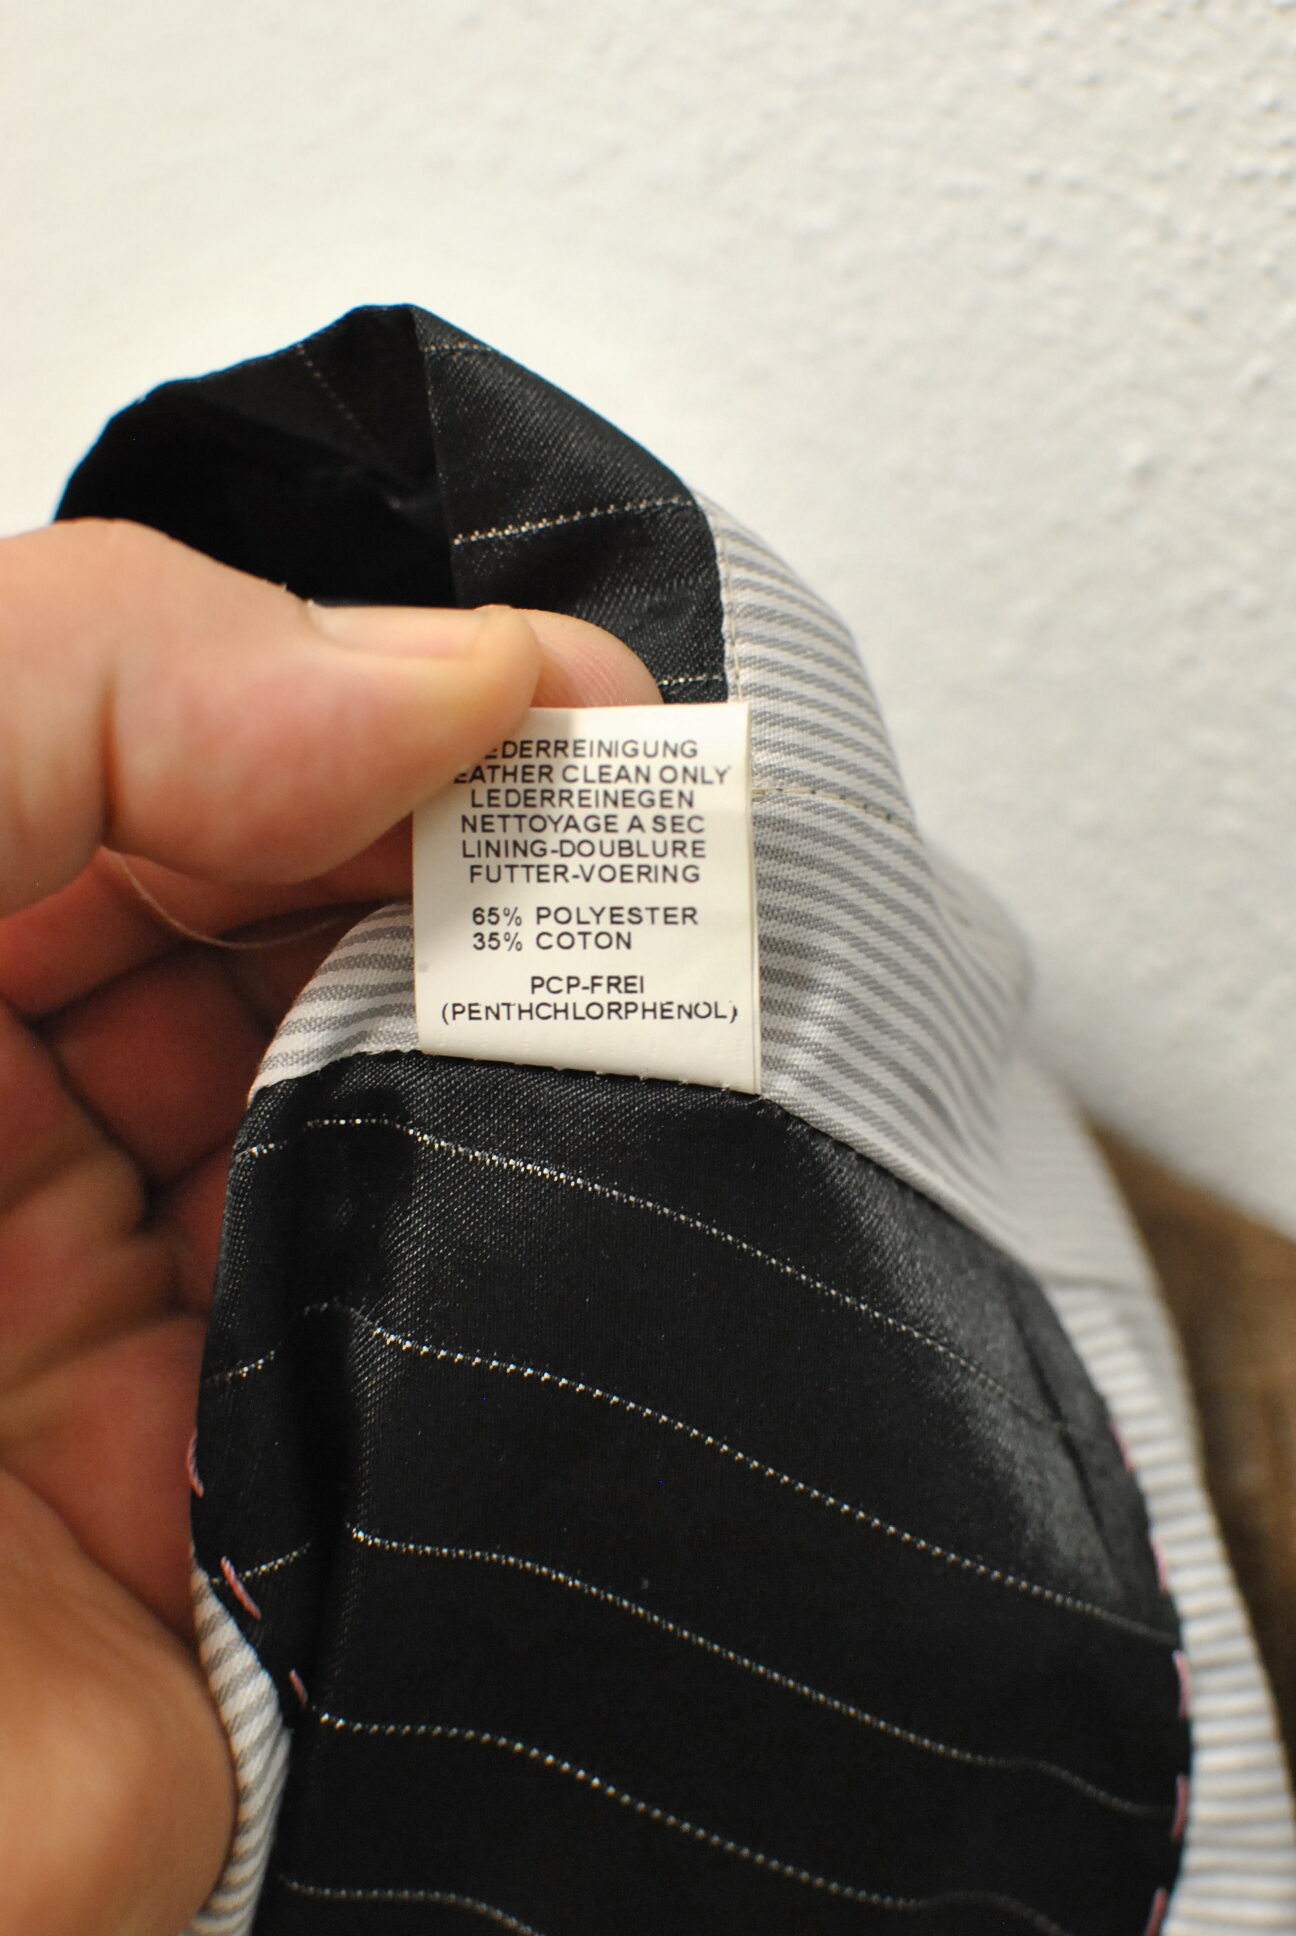 EDERREINIGUNG
EATHER CLEAN ONLY
LEDERREINEGEN
NETTOYAGE A SEC
LINING-DOUBLURE
FUTTER-VOERING
65% POLYESTER
35% COTON
PCP-FREI
(PENTHCHLORPHENOL)